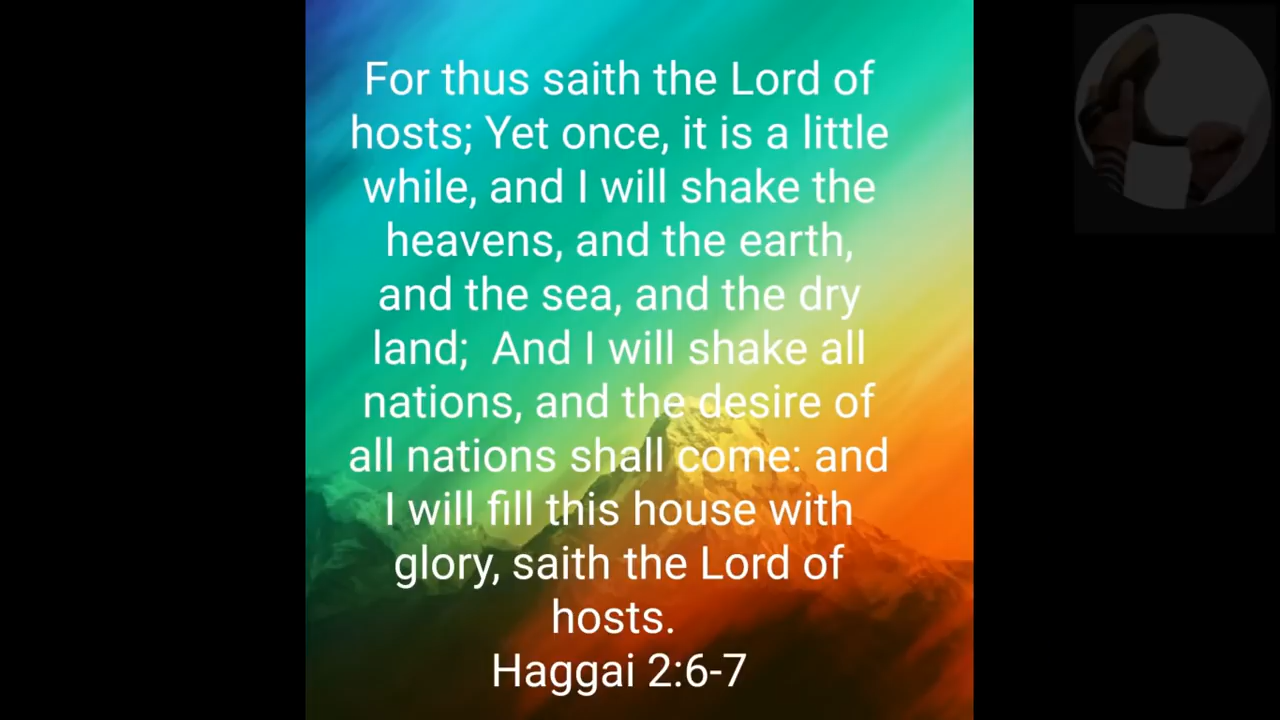 For thus saith the Lord of
hosts; Yet once, it is a little
while, and I will shake the
heavens, and the earth,
and the sea, and the dry
land;  And I will shake all
nations, and the desire of
all nations shall come: and
I will fill this house with
glory, saith the Lord of
hosts.
Haggai 2:6-7